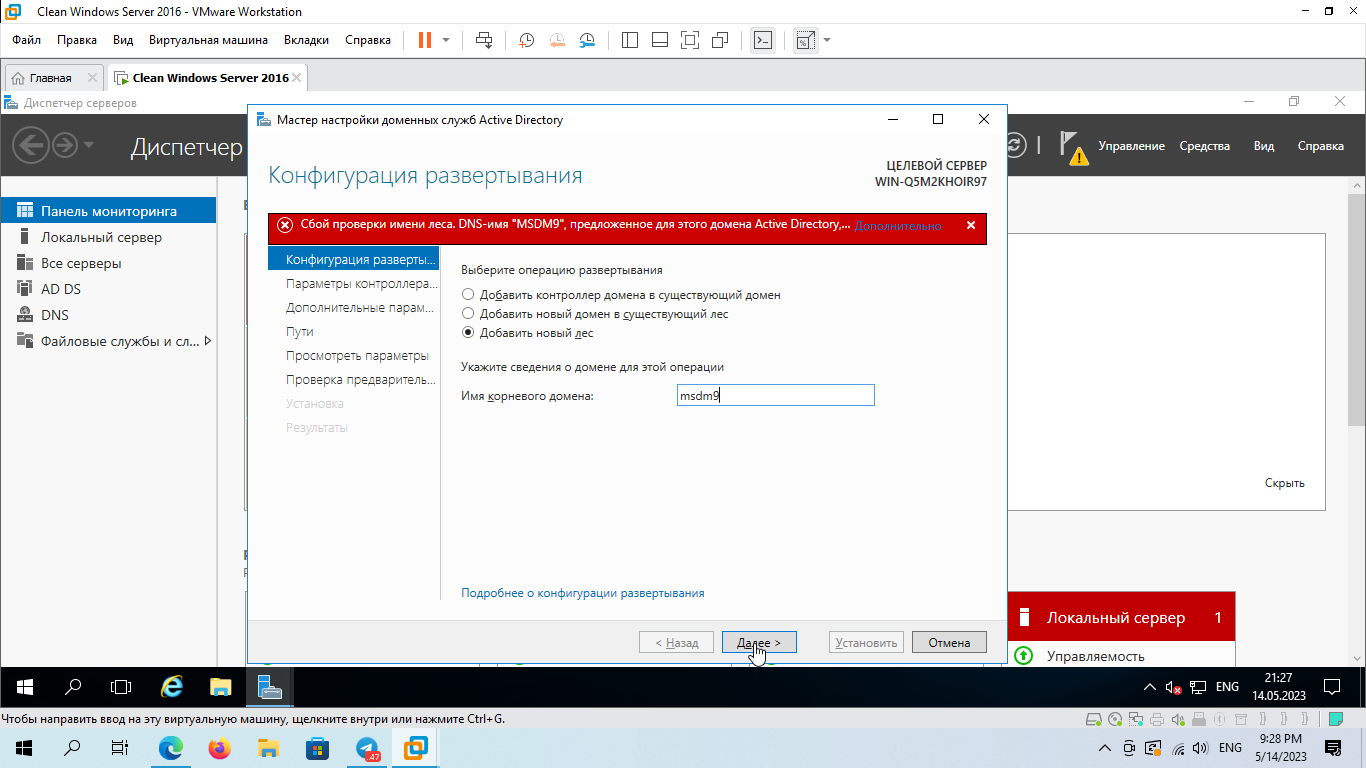 Clean Windows Server 2016 - VMware Workstation
Файл Правка Вид Виртуальная машина Вкладки Справка
Главная Clean Windows Server 2016
Диспетчер серверов
Диспетчер
Управление Средства Вид Справка
Мастер настройки доменных служб Active Directory
Конфигурация развертывания
ЦЕЛЕВОЙ СЕРВЕР
WIN-Q5M2KHOIR97
Сбой проверки имени леса. DNS-имя "MSDM9", предложенное для этого домена Active Directory,... Дополнительно
Панель мониторинга
Локальный сервер
Все серверы
AD DS
DNS
Файловые службы и сл...
Конфигурация разверты...
Параметры контроллера...
Дополнительные парам...
Пути
Просмотреть параметры
Проверка предваритель...
Установка
Результаты
Выберите операцию развертывания
Добавить контроллер домена в существующий домен
Добавить новый домен в существующий лес
Добавить новый лес
Укажите сведения о домене для этой операции
Имя корневого домена: msdm9
Подробнее о конфигурации развертывания
< Назад Далее > Установить Отмена
Скрыть
Локальный сервер 1
Управляемость
ENG
21:27
14.05.2023
Чтобы направить ввод на эту виртуальную машину, щелкните внутри или нажмите Ctrl+G.
.47
ENG
9:28 PM
5/14/2023